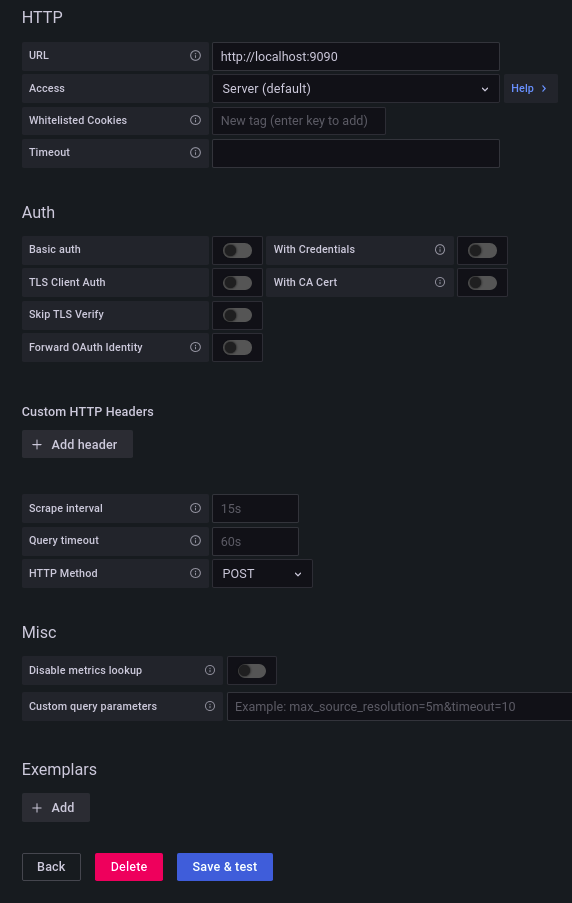 HTTP
URL http://localhost:9090
Access Server (default) Help
Whitelisted Cookies New tag (enter key to add)
Timeout
Auth
Basic auth With Credentials
TLS Client Auth With CA Cert
Skip TLS Verify
Forward OAuth Identity
Custom HTTP Headers
+ Add header
Scrape interval 15s
Query timeout 60s
HTTP Method POST
Misc
Disable metrics lookup
Custom query parameters Example: max_source_resolution=5m&timeout=10
Exemplars
+ Add
Back Delete Save & test